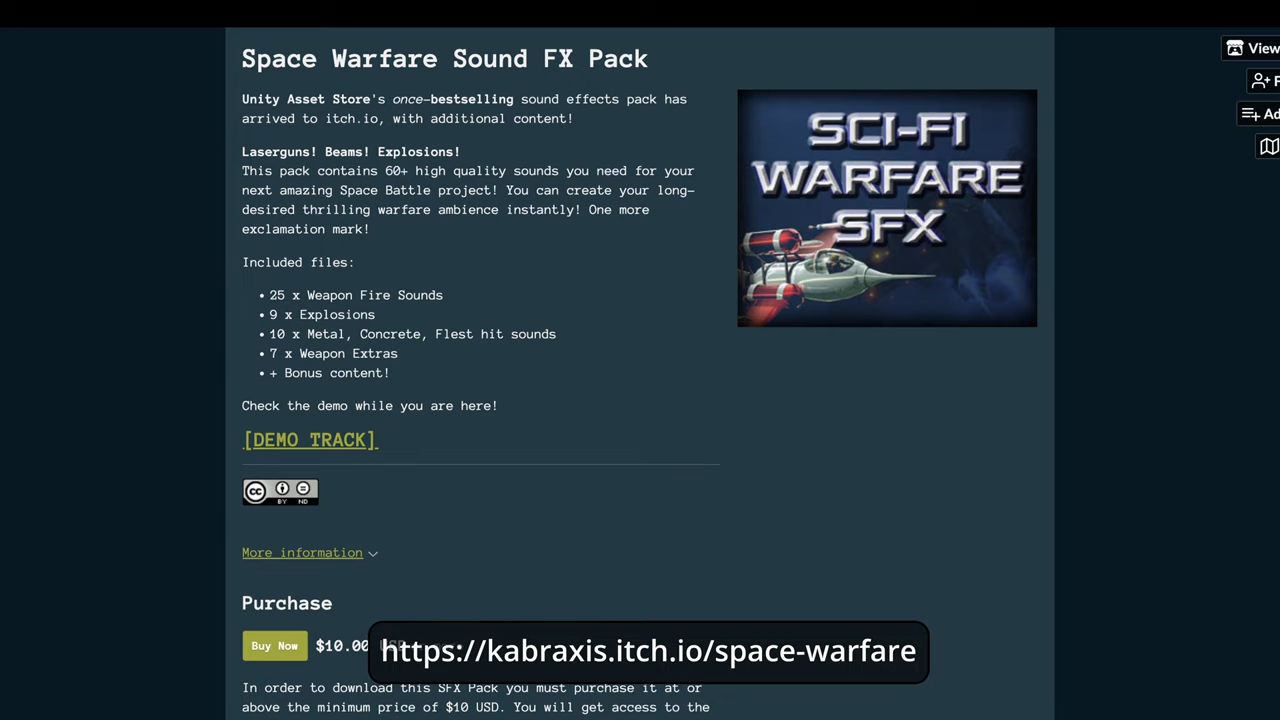 Space Warfare Sound FX Pack
View
Unity Asset Store's once-bestselling sound effects pack has
arrived to itch.io, with additional content!
Laserguns! Beams! Explosions!
This pack contains 60+ high quality sounds you need for your
next amazing Space Battle project! You can create your long-
desired thrilling warfare ambience instantly! One more
exclamation mark!
Included files:
• 25 x Weapon Fire Sounds
• 9 x Explosions
• 10 x Metal, Concrete, Flest hit sounds
• 7 x Weapon Extras
• + Bonus content!
Check the demo while you are here!
[DEMO TRACK]
SCI-FI
WARFARE
SFX
F
Ad
CC BY ND
More information
Purchase
Buy Now $10.00
https://kabraxis.itch.io/space-warfare
In order to download this SFX Pack you must purchase it at or
above the minimum price of $10 USD. You will get access to the